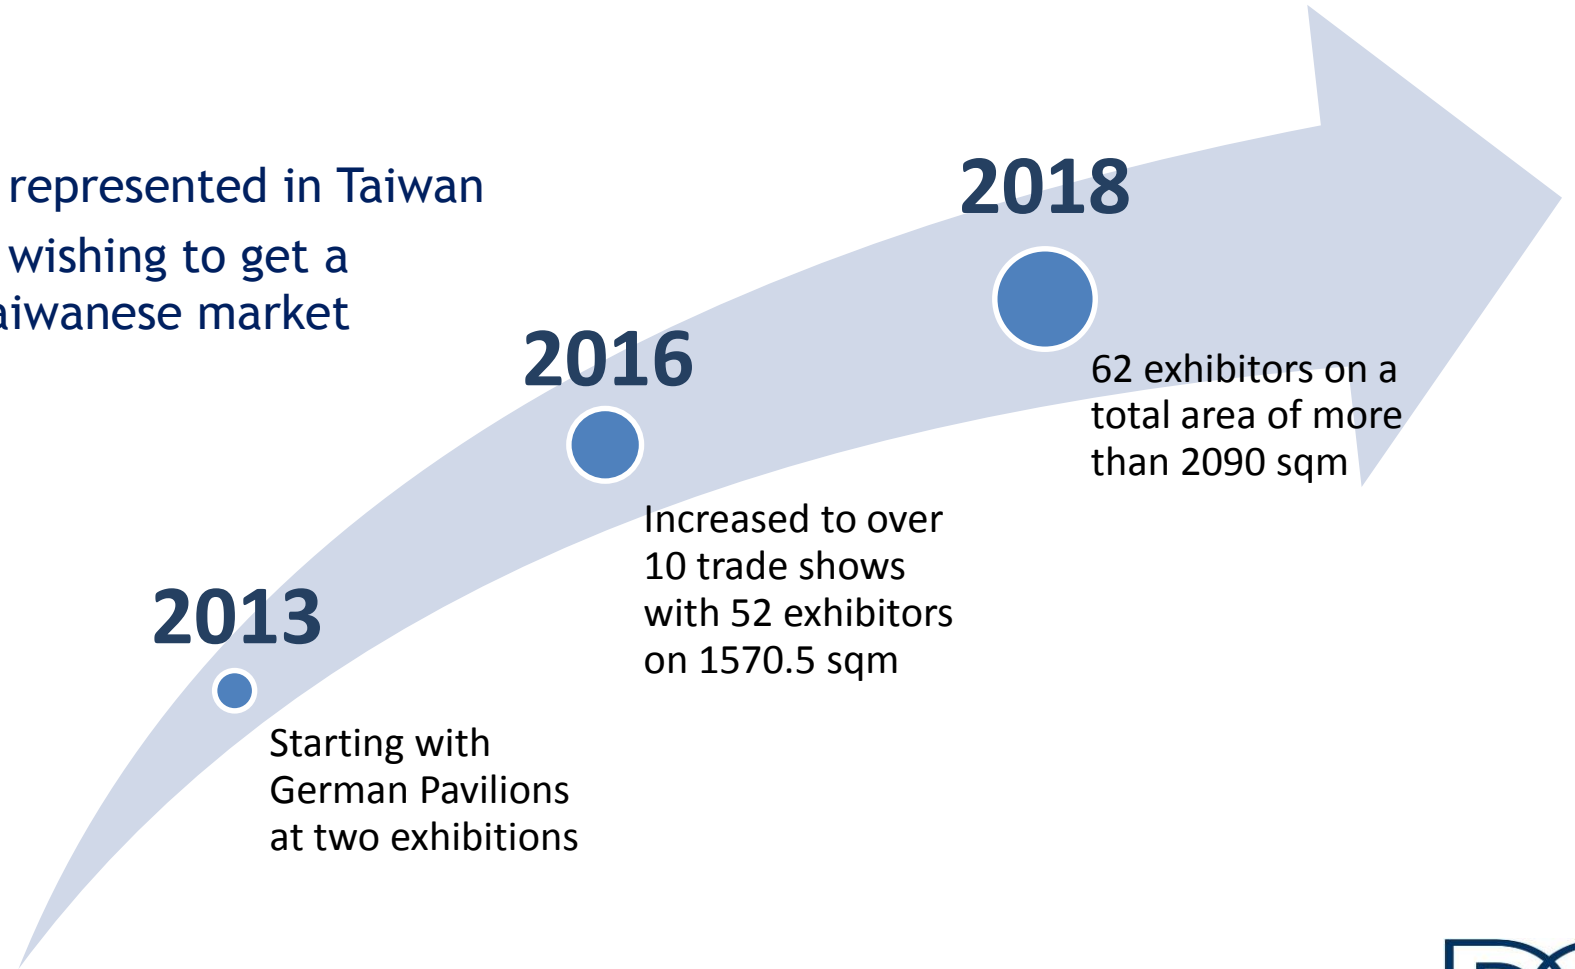 represented in Taiwan
wishing to get a
aiwanese market
2018
62 exhibitors on a
total area of more
than 2090 sqm
2016
Increased to over
10 trade shows
with 52 exhibitors
on 1570.5 sqm
2013
Starting with
German Pavilions
at two exhibitions